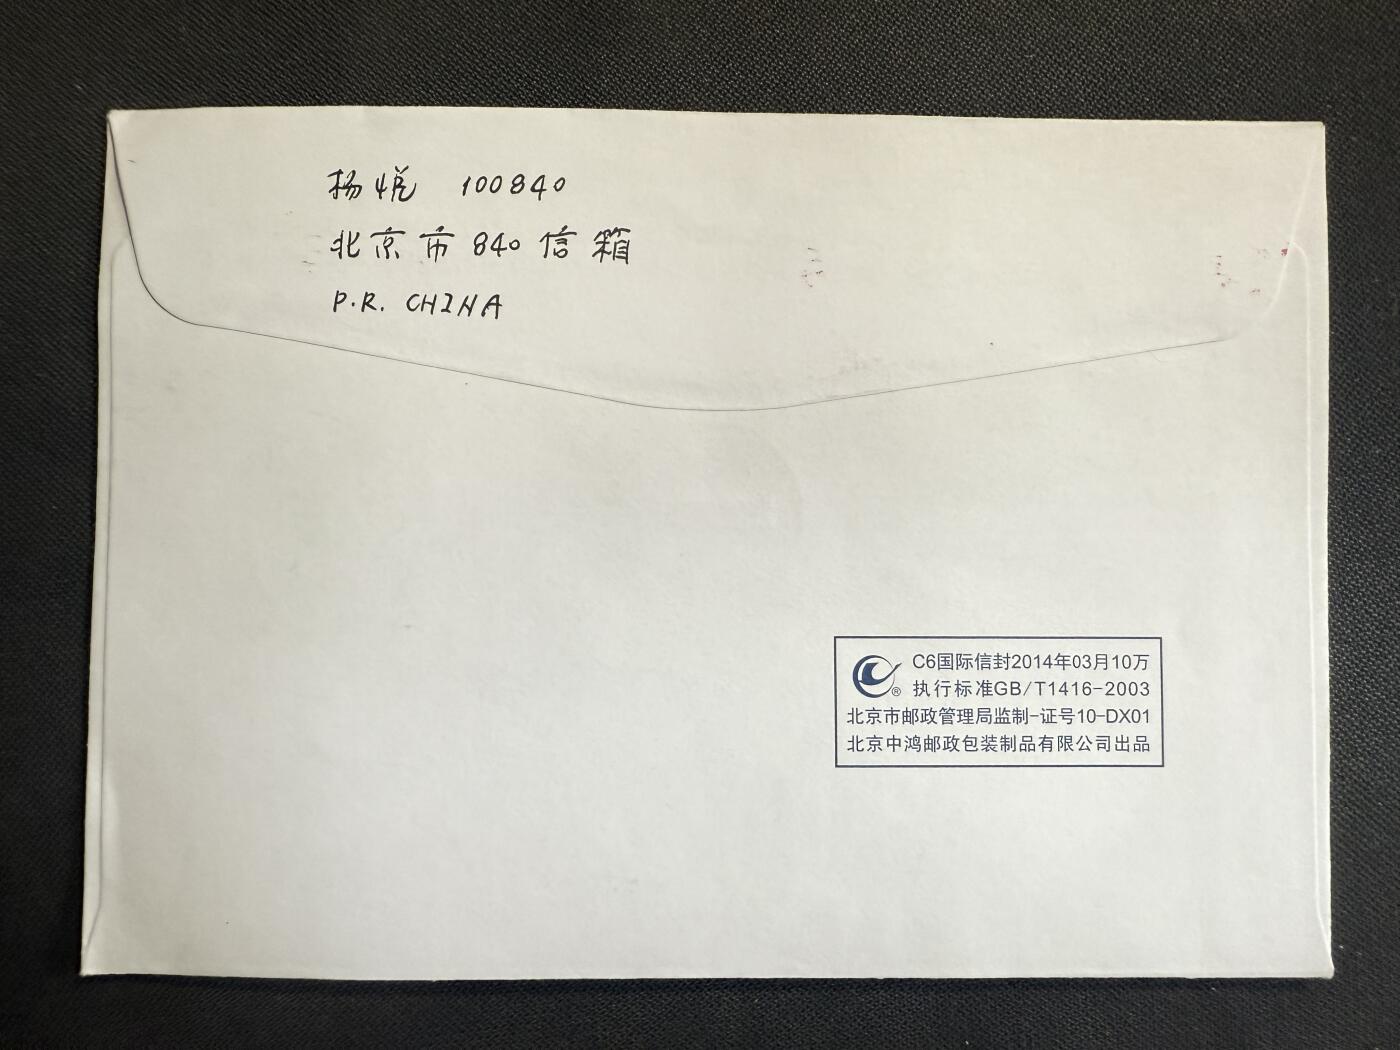 杨悦 100840
北京市840信箱
P.R. CHINA
C6国际信封2014年03月10万
® 执行标准GB/T1416-2003
北京市邮政管理局监制-证号10-DX01
北京中鸿邮政包装制品有限公司出品